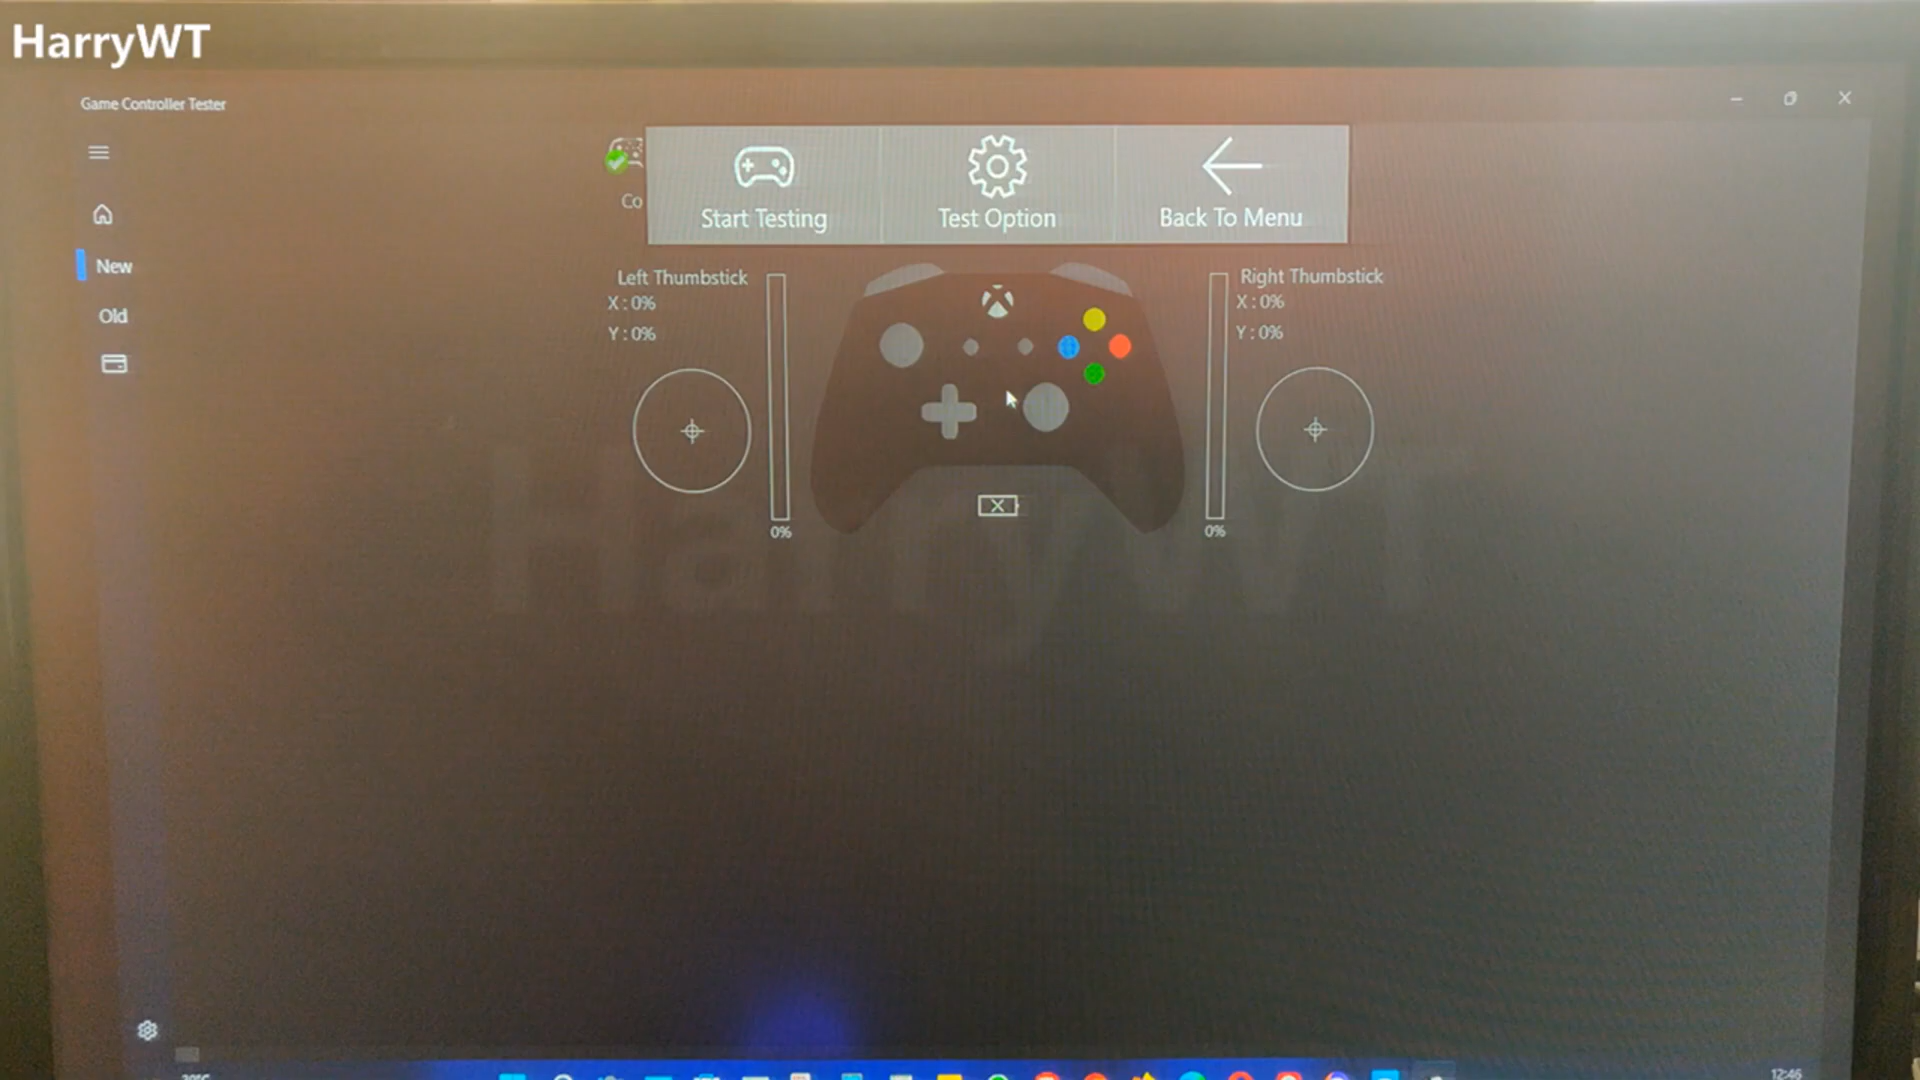 HarryWT
Game Controller Tester
Co
Start Testing
Test Option
Back To Menu
New
Old
Left Thumbstick
X : 0%
Y : 0%
0%
Right Thumbstick
X : 0%
Y : 0%
0%
HarryWT
12:46